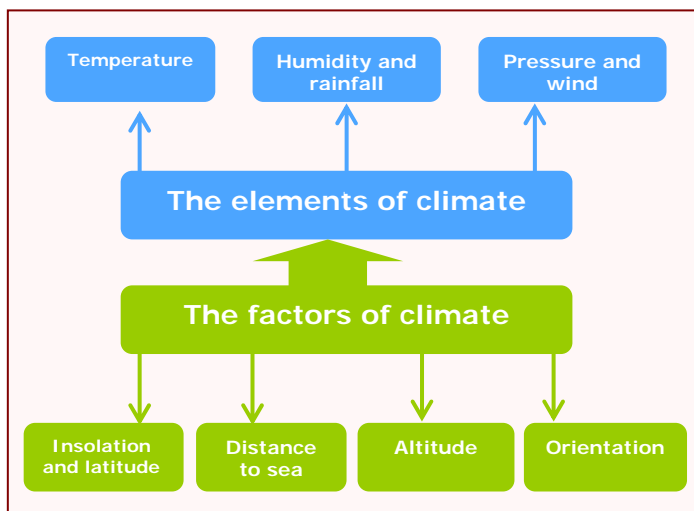 Temperature
Humidity and
rainfall
Pressure and
wind
The elements of climate
The factors of climate
Insolation
and latitude
Distance
to sea
Altitude
Orientation